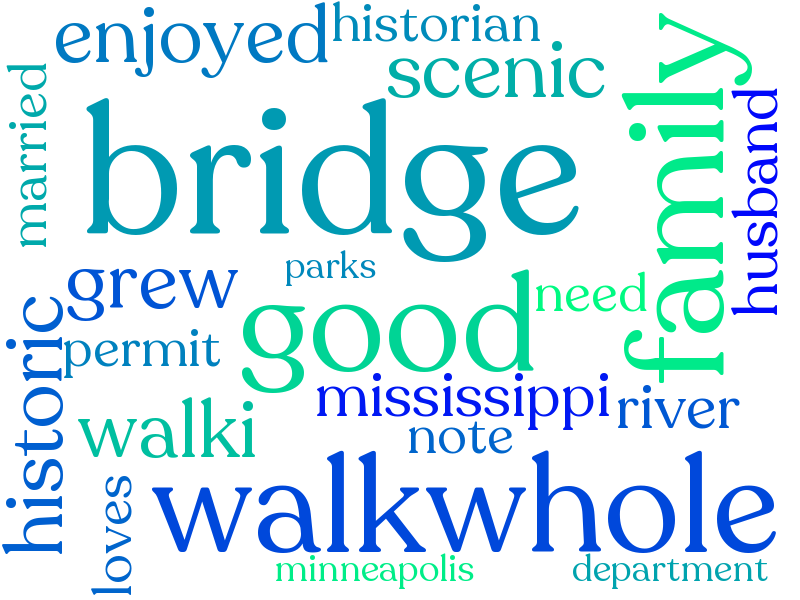 enjoyed
historian
scenic
family
married
bridge
husband
parks
grew
good
need
historic
permit
mississippi
river
walki
note
loves
walkwhole
minneapolis
department